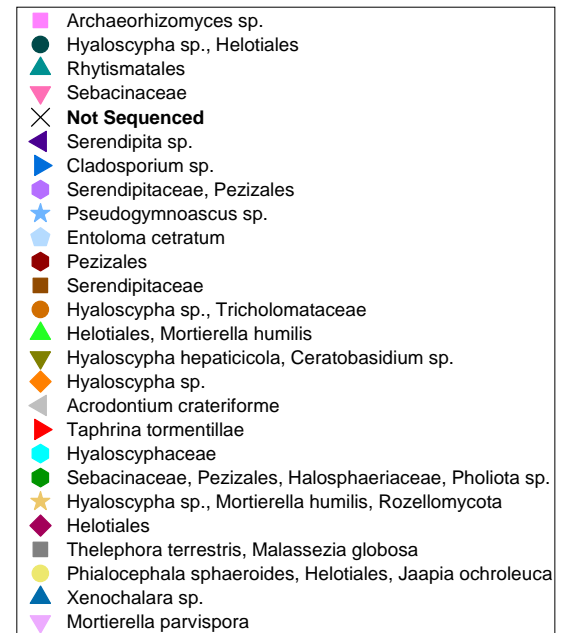 Archaeorhizomyces sp.
Hyaloscypha sp., Helotiales
Rhytismatales
Sebacinaceae
Not Sequenced
Serendipita sp.
Cladosporium sp.
Serendipitaceae, Pezizales
Pseudogymnoascus sp.
Entoloma cetratum
Pezizales
Serendipitaceae
Hyaloscypha sp., Tricholomataceae
Helotiales, Mortierella humilis
Hyaloscypha hepaticicola, Ceratobasidium sp.
Hyaloscypha sp.
Acrodontium crateriforme
Taphrina tormentillae
Hyaloscyphaceae
Sebacinaceae, Pezizales, Halosphaeriaceae, Pholiota sp.
Hyaloscypha sp., Mortierella humilis, Rozellomycota
Helotiales
Thelephora terrestris, Malassezia globosa
Phialocephala sphaeroides, Helotiales, Jaapia ochroleuca
Xenochalara sp.
Mortierella parvispora